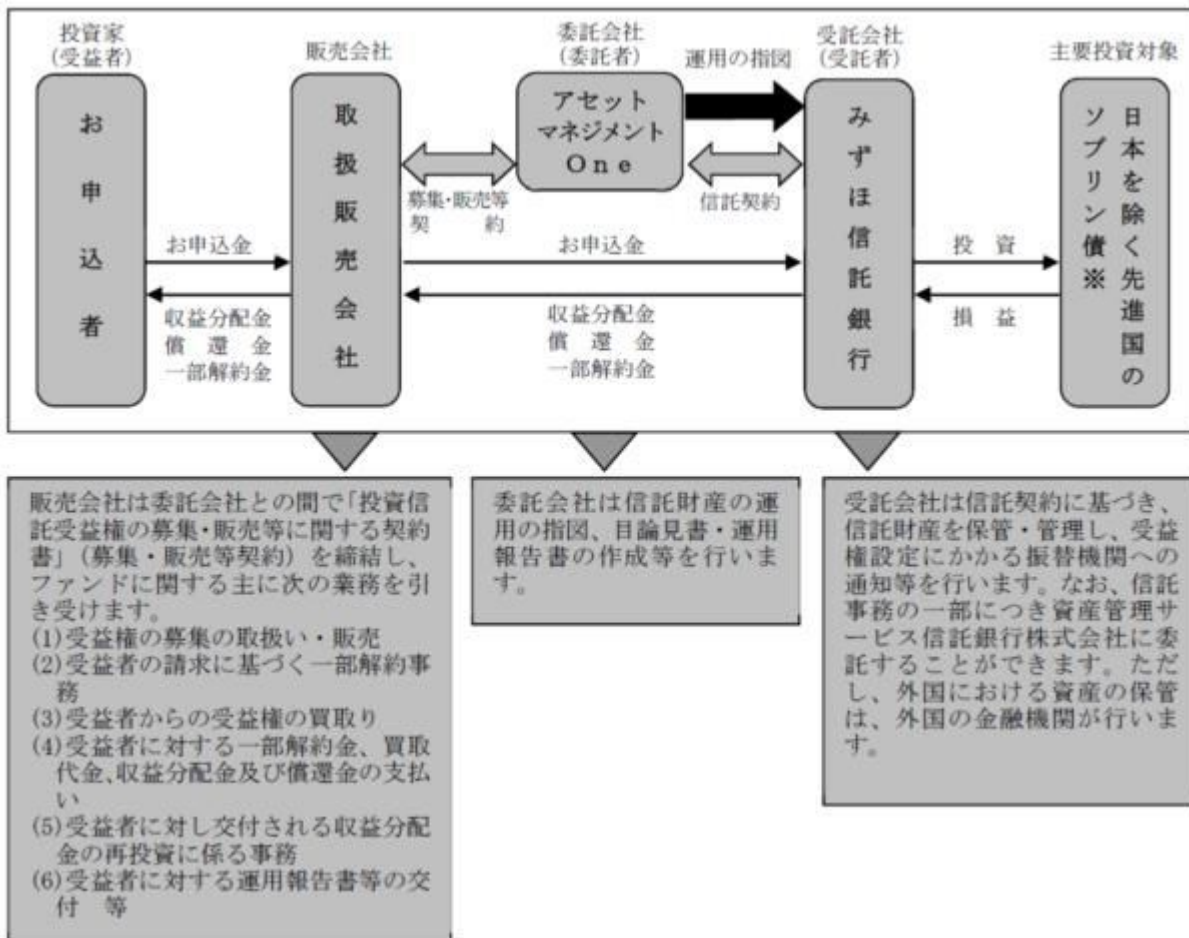 投資家
(受益者)
販売会社
委託会社
(委託者)
運用の指図
受託会社
(受託者)
主要投資対象
お申込者
取扱販売会社
アセット
マネジメント
One
みずほ信託銀行
日本を除く先進国の
ソブリン債※
募集・販売等
契 約
信託契約
お申込金
収益分配金
償 還 金
一部解約金
お申込金
収益分配金
償 還 金
一部解約金
投 資
損 益
販売会社は委託会社との間で「投資信
託受益権の募集・販売等に関する契約
書」(募集・販売等契約)を締結し、
ファンドに関する主に次の業務を引
き受けます。
(1)受益権の募集の取扱い・販売
(2)受益者の請求に基づく一部解約事
務
(3)受益者からの受益権の買取り
(4)受益者に対する一部解約金、買取
代金、収益分配金及び償還金の支払
い
(5)受益者に対し交付される収益分配
金の再投資に係る事務
(6)受益者に対する運用報告書等の交
付 等
委託会社は信託財産の運
用の指図、目論見書・運用
報告書の作成等を行いま
す。
受託会社は信託契約に基づき、
信託財産を保管・管理し、受益
権設定にかかる振替機関への
通知等を行います。なお、信託
事務の一部につき資産管理サ
ービス信託銀行株式会社に委
託することができます。ただ
し、外国における資産の保管
は、外国の金融機関が行いま
す。